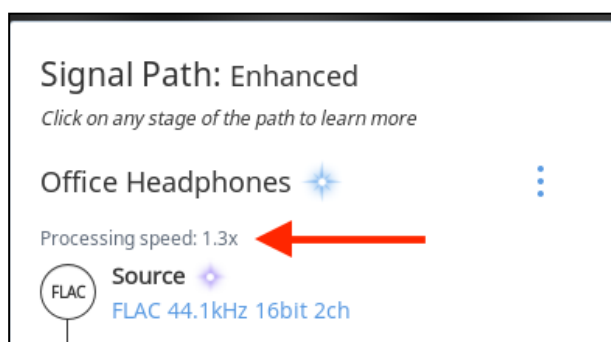 Signal Path: Enhanced
Click on any stage of the path to learn more
Office Headphones
Processing speed: 1.3x
Source
FLAC
FLAC 44.1kHz 16bit 2ch